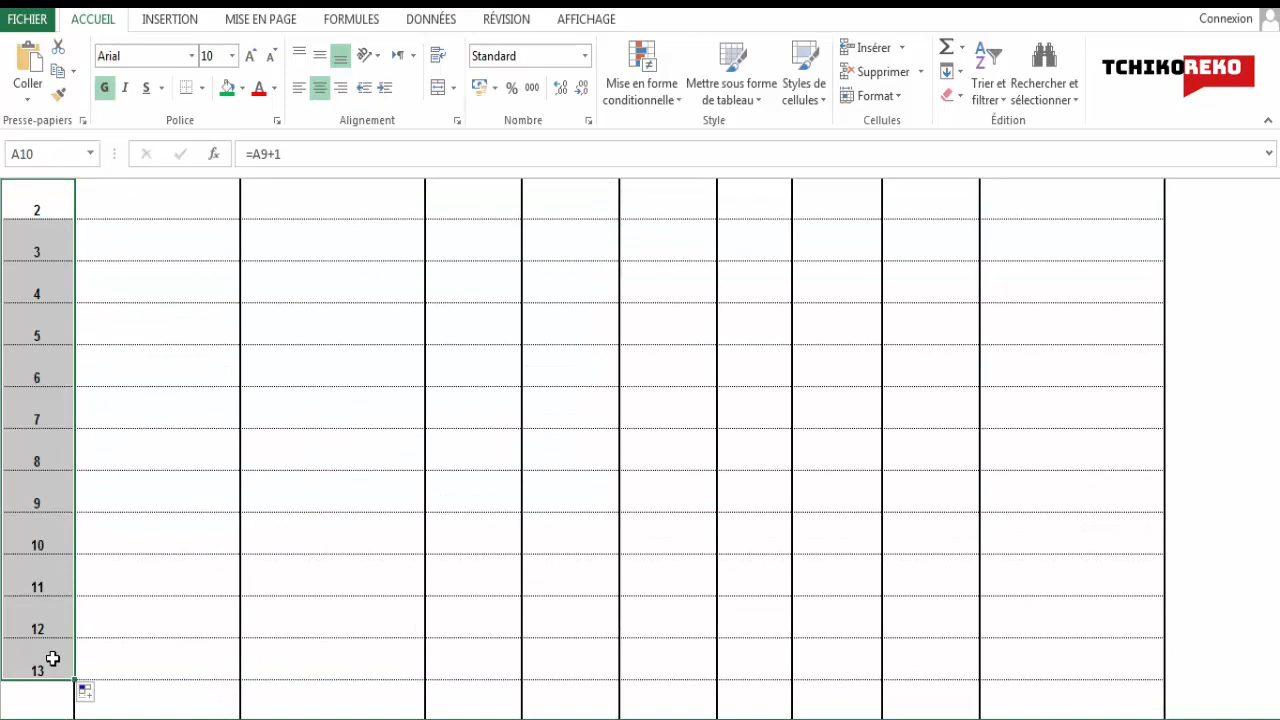 FICHIER ACCUEIL INSERTION MISE EN PAGE FORMULES DONNÉES RÉVISION AFFICHAGE Connexion
Arial 10 Standard Insérer TCHIKOREKO
Coller G I S % 000 Mise en forme conditionnelle Mettre sous forme de tableau Styles de cellules Supprimer Trier et filtrer Rechercher et sélectionner
Format
Presse-papiers Police Alignement Nombre Style Cellules Édition
A10 fx =A9+1
2
3
4
5
6
7
8
9
10
11
12
13